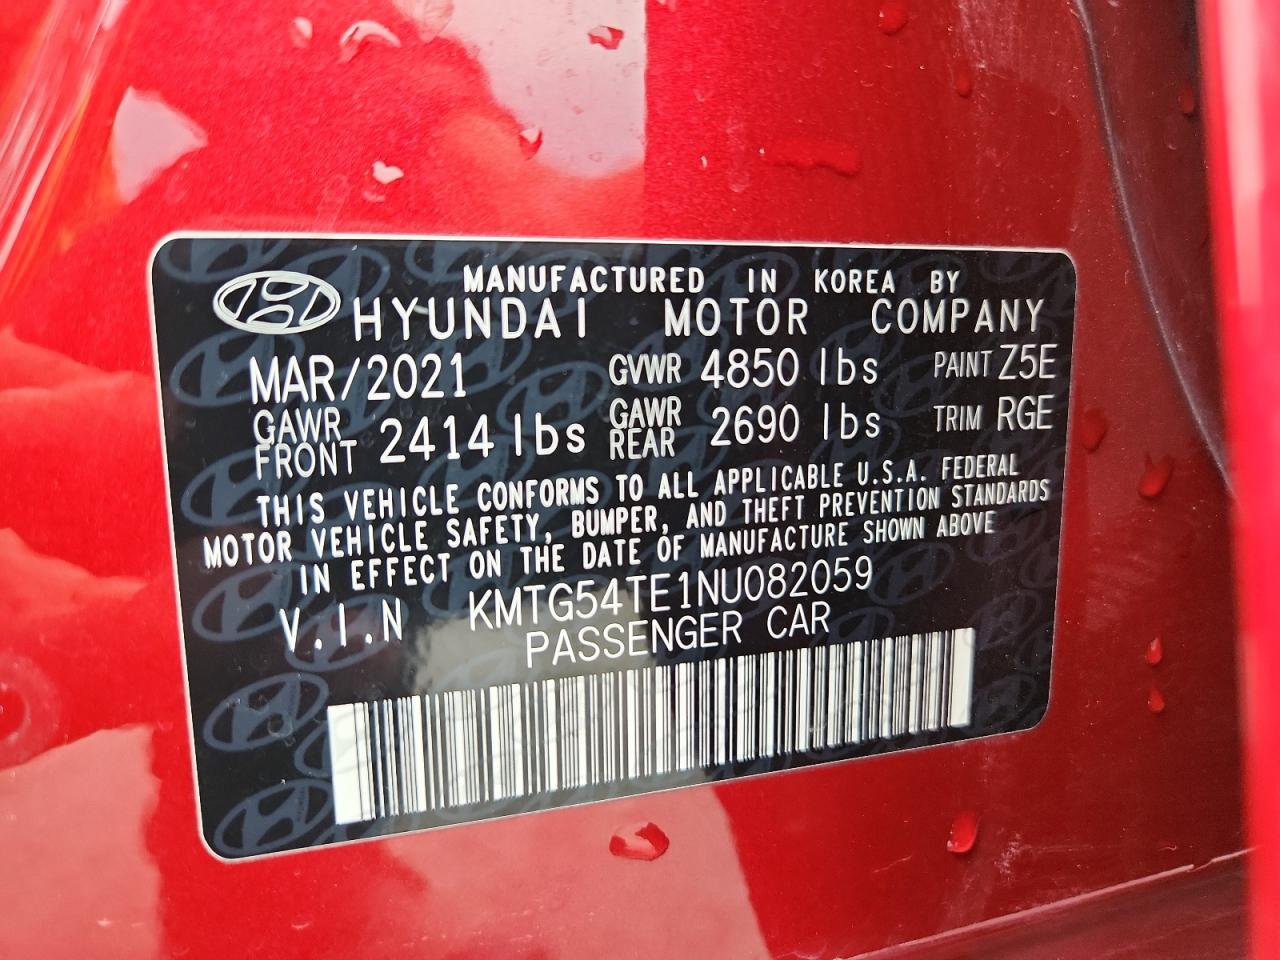 MANUFACTURED IN KOREA BY
HYUNDAI MOTOR COMPANY
MAR/2021 GVWR 4850 lbs PAINT Z5E
GAWR FRONT 2414 lbs GAWR REAR 2690 lbs TRIM RGE
THIS VEHICLE CONFORMS TO ALL APPLICABLE U.S.A. FEDERAL
MOTOR VEHICLE SAFETY, BUMPER, AND THEFT PREVENTION STANDARDS
IN EFFECT ON THE DATE OF MANUFACTURE SHOWN ABOVE
V.I.N KMTG54TE1NU082059
PASSENGER CAR